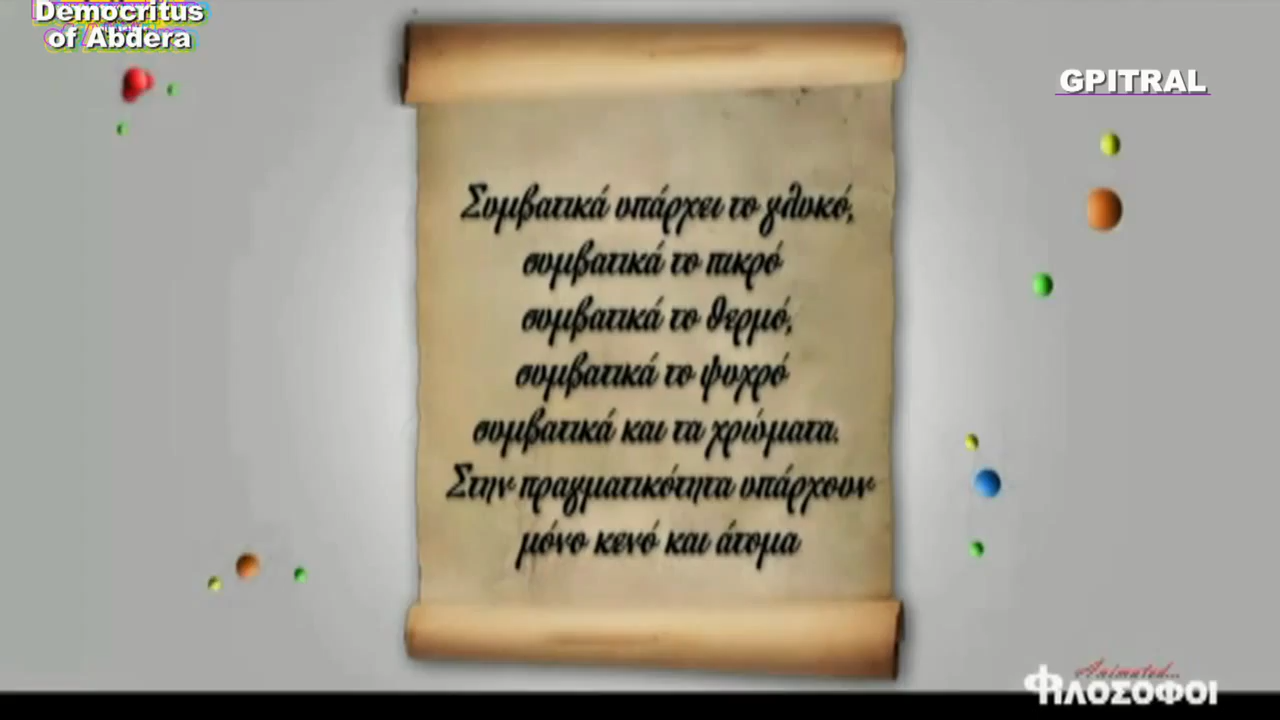 Democritus
of Abdera
GPITRAL
Συμβατικά υπάρχει το γλυκό,
συμβατικά το πικρό
συμβατικά το θερμό,
συμβατικά το ψυχρό
συμβατικά και τα χρώματα.
Στην πραγματικότητα υπάρχουν
μόνο κενό και άτομα
Animated...
ΦΙΛΟΣΟΦΟΙ